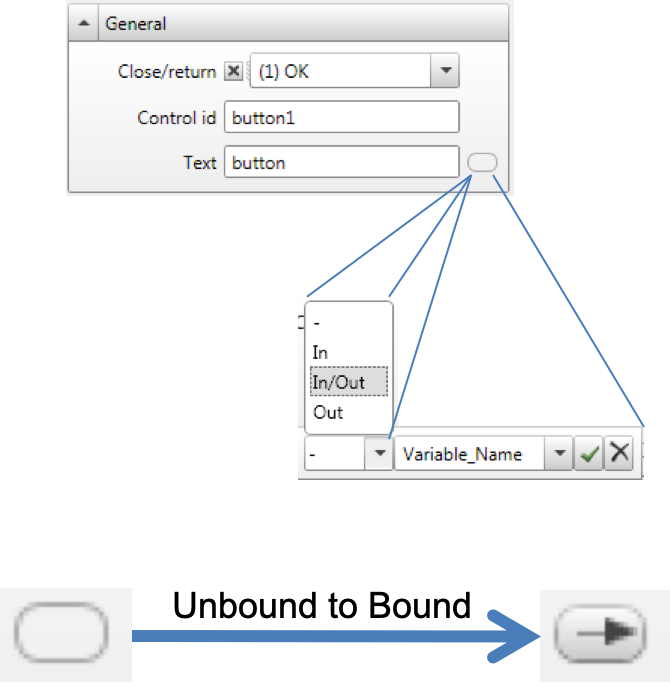 General
Close/return (1) OK
Control id button1
Text button
-
In
In/Out
Out
- Variable_Name
Unbound to Bound